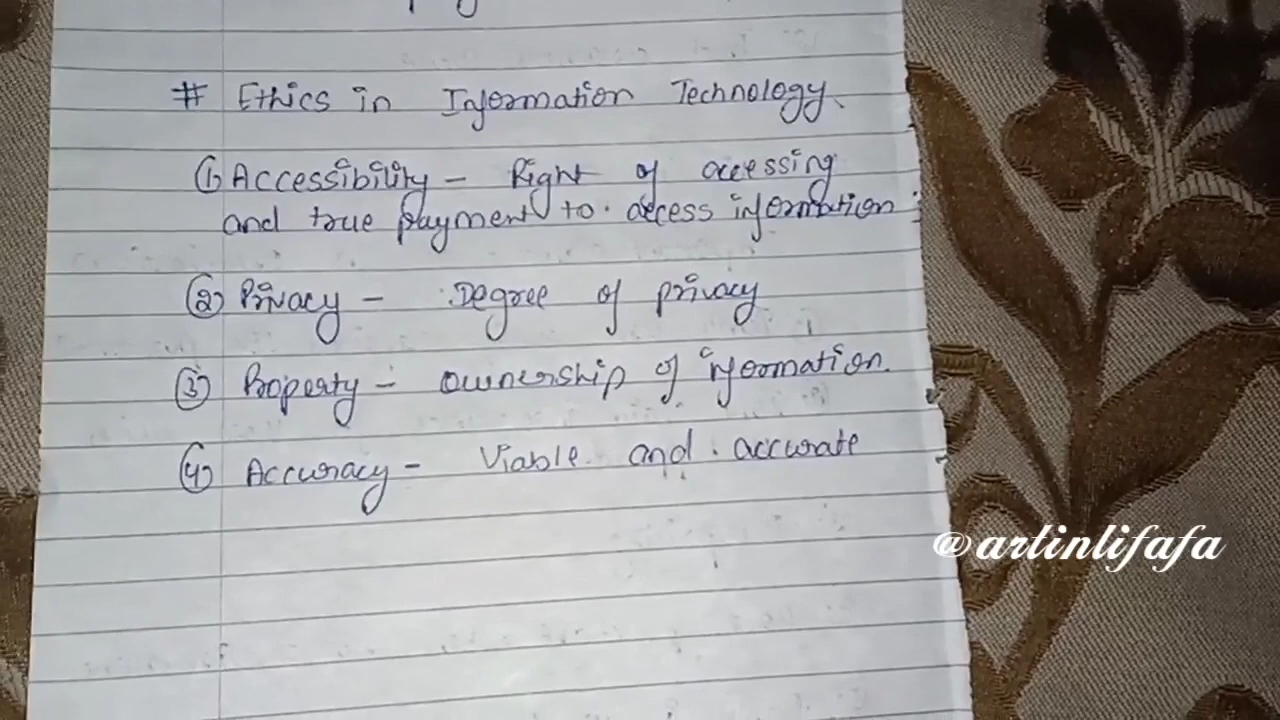 # Ethics in Information Technology.
① Accessibility - Right of accessing
and true payment to access information:
② Privacy - Degree of privacy
③ Property - ownership of information.
④ Accuracy - Viable and accurate
@artinlifafa